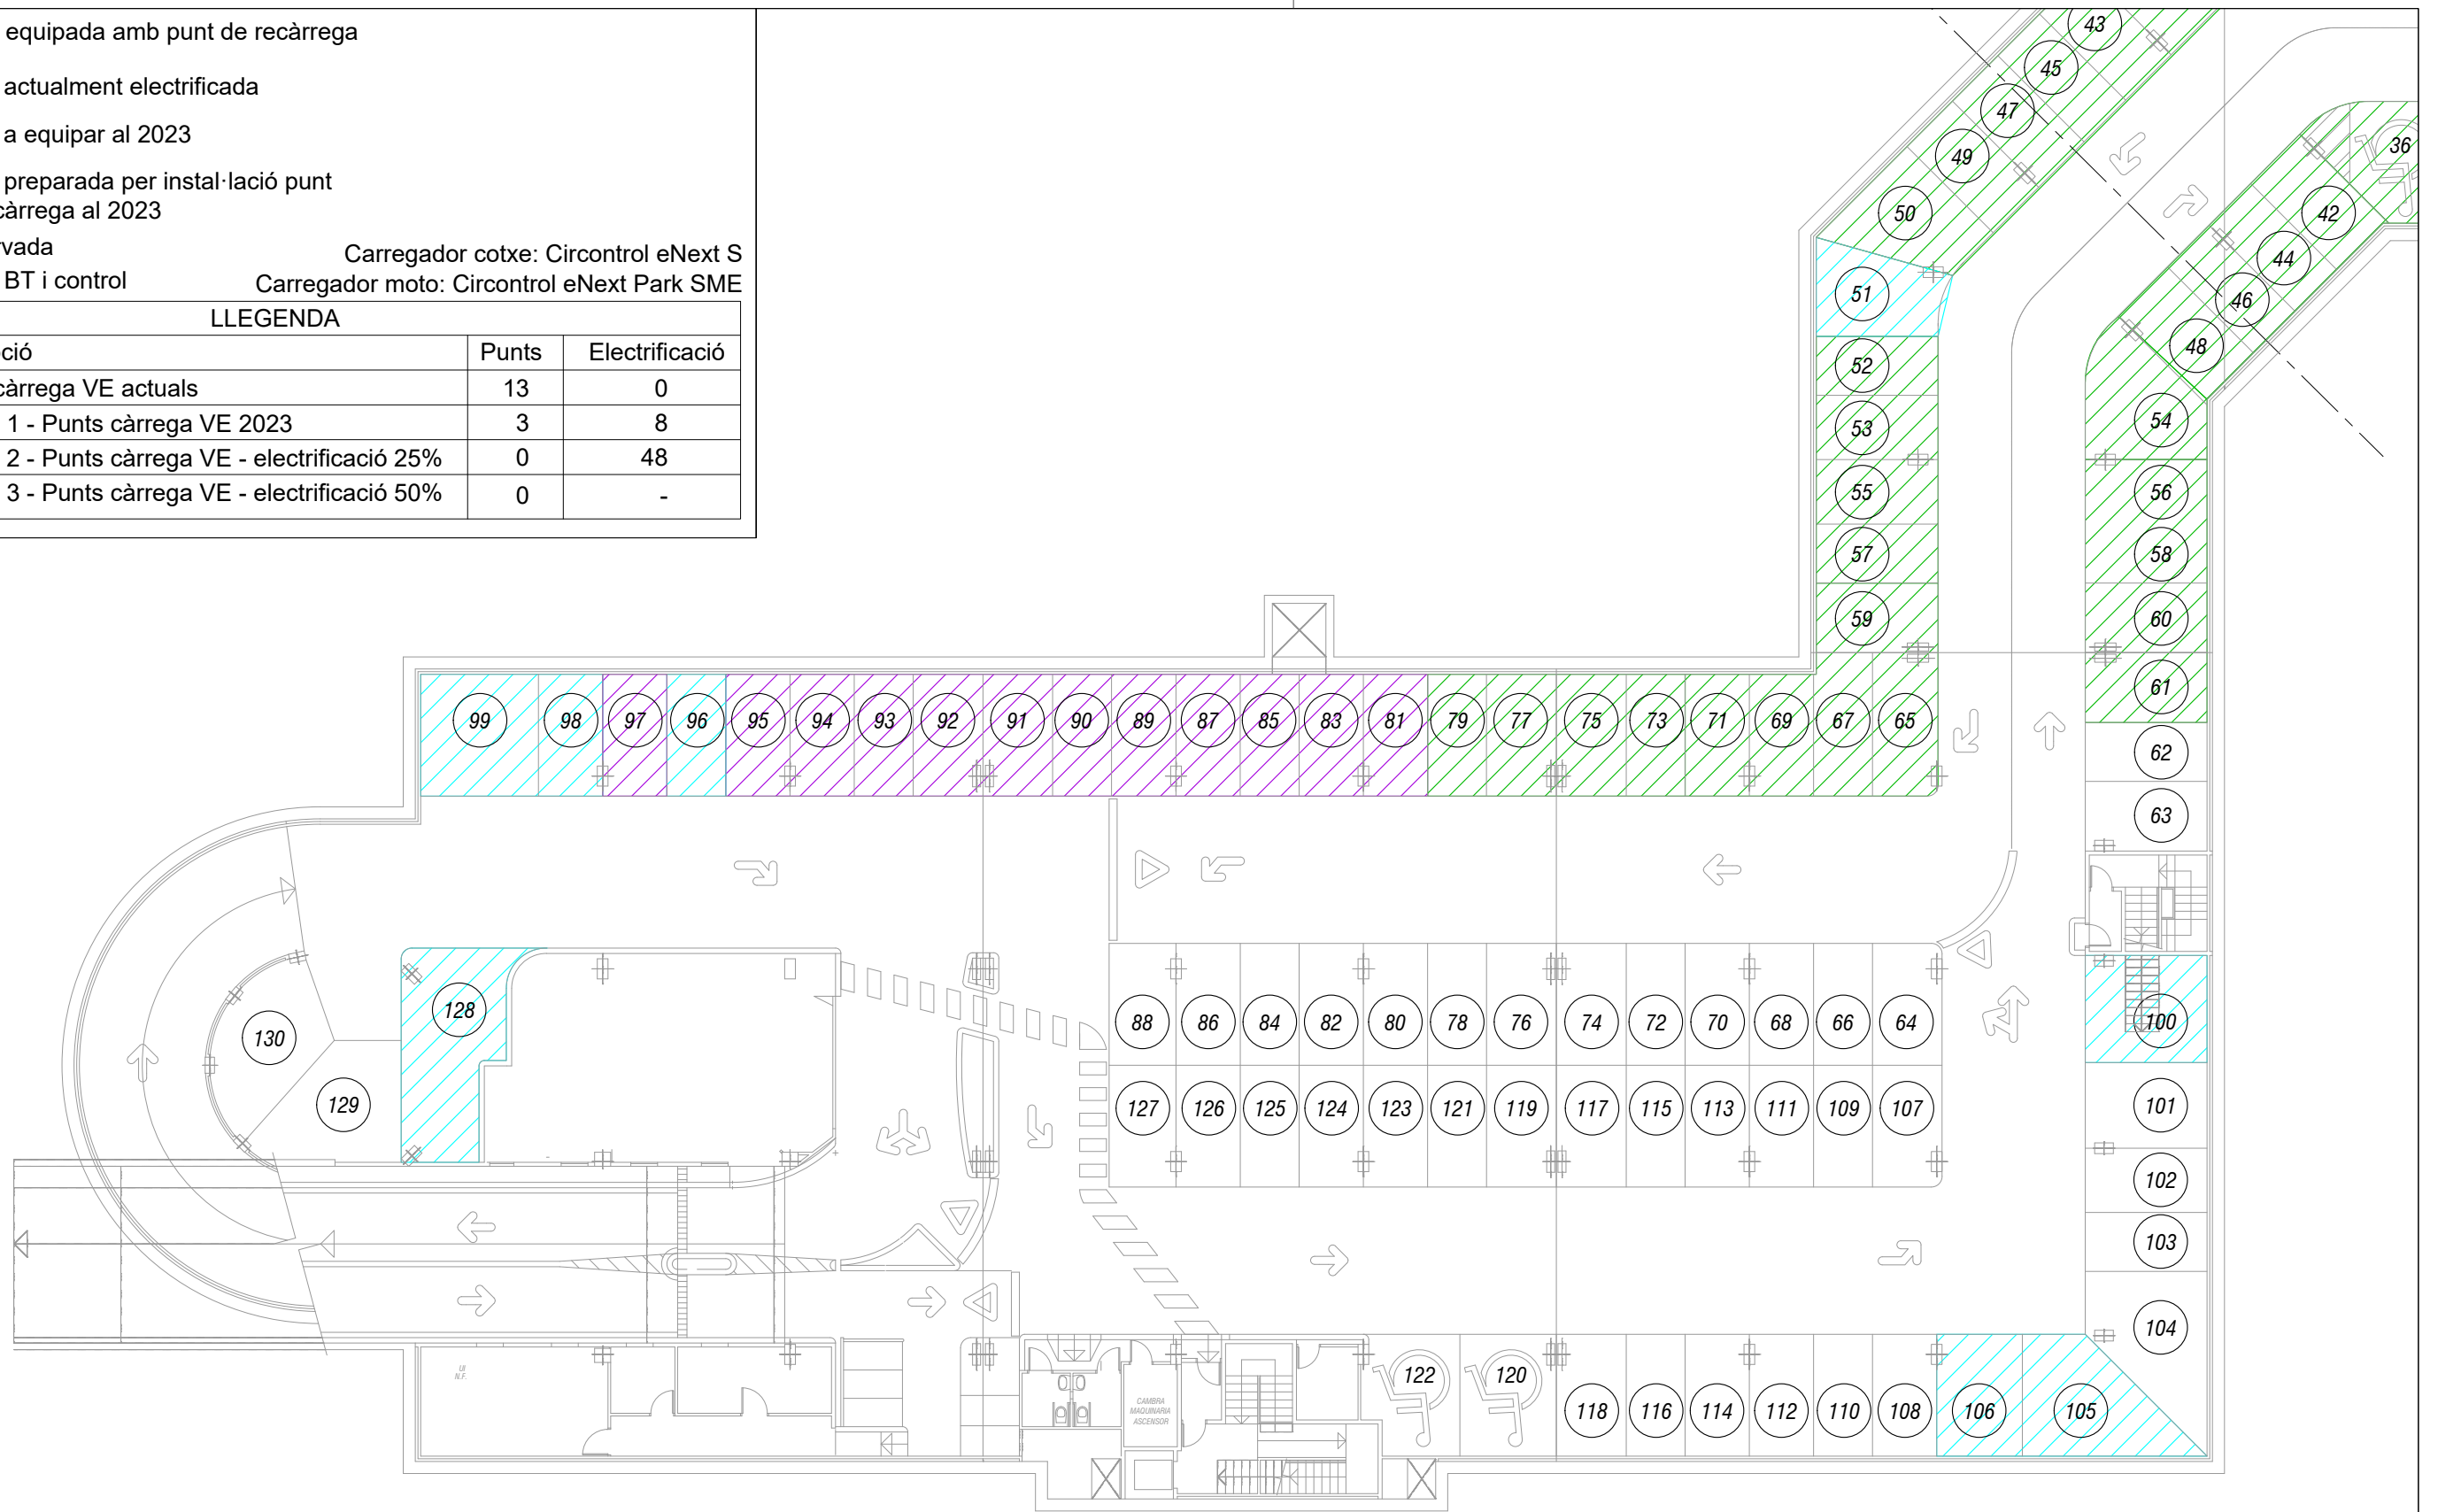 equipada amb punt de recàrrega
actualment electrificada
a equipar al 2023
preparada per instal·lació punt
càrrega al 2023
rvada
Carregador cotxe: Circontrol eNext S
BT i control
Carregador moto: Circontrol eNext Park SME
LLEGENDA
ció Punts Electrificació
càrrega VE actuals 13 0
1 - Punts càrrega VE 2023 3 8
2 - Punts càrrega VE - electrificació 25% 0 48
3 - Punts càrrega VE - electrificació 50% 0 -
43
45
47
49
50
36
42
44
46
48
51
52
53
55
57
59
54
56
58
60
61
62
63
99 98 97 96 95 94 93 92 91 90 89 87 85 83 81 79 77 75 73 71 69 67 65
128
130
129
88 86 84 82 80 78 76 74 72 70 68 66 64
127 126 125 124 123 121 119 117 115 113 111 109 107
100
101
102
103
104
122 120
118 116 114 112 110 108 106 105
UI
N.F.
CAMBRA
MAQUINARIA
ASCENSOR